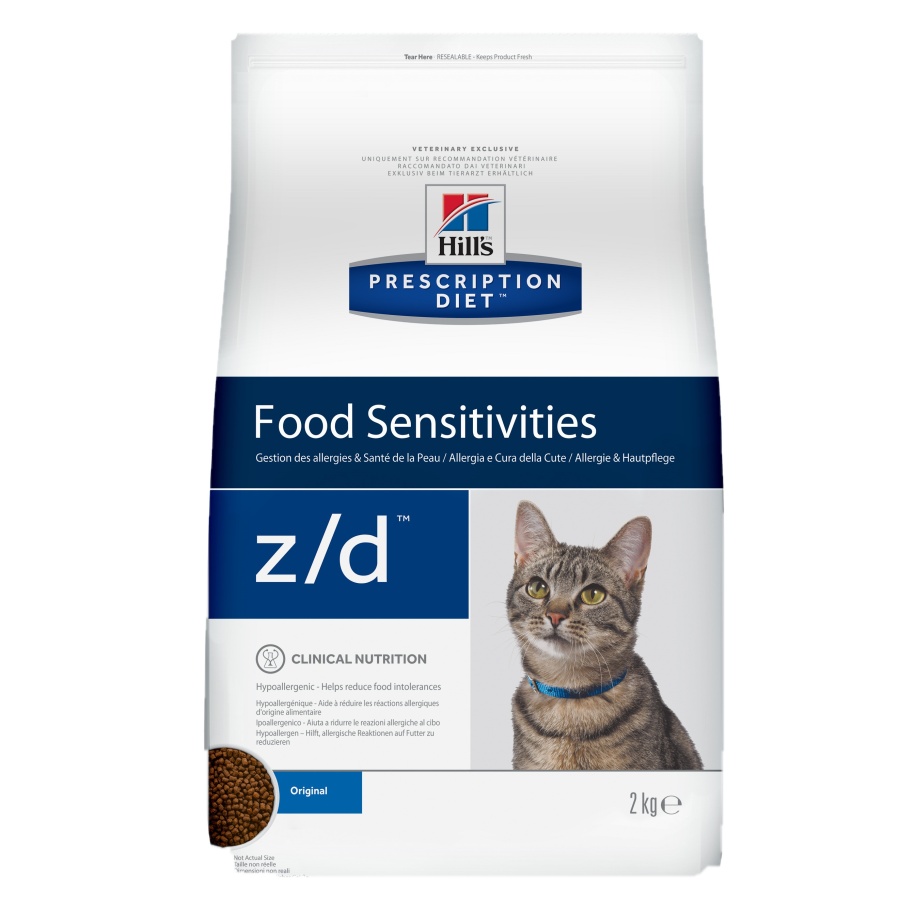 Tear Here · RESEALABLE - Keeps Product Fresh
VETERINARY EXCLUSIVE
UNIQUEMENT SUR RECOMMANDATION VÉTÉRINAIRE
RACCOMANDATO DAI VETERINARI
EXKLUSIV BEIM TIERARZT ERHÄLTLICH
Hill's™
PRESCRIPTION
DIET™
Food Sensitivities
Gestion des allergies & Santé de la Peau / Allergia e Cura della Cute / Allergie & Hautpflege
z/d™
CLINICAL NUTRITION
Hypoallergenic - Helps reduce food intolerances
Hypoallergénique - Aide à réduire les réactions allergiques
d'origine alimentaire
Ipoallergenico - Aiuta a ridurre le reazioni allergiche al cibo
Hypoallergen – Hilft, allergische Reaktionen auf Futter zu
reduzieren
Original
2 kg ℮
Not Actual Size
Taille non réelle
Dimensioni non reali